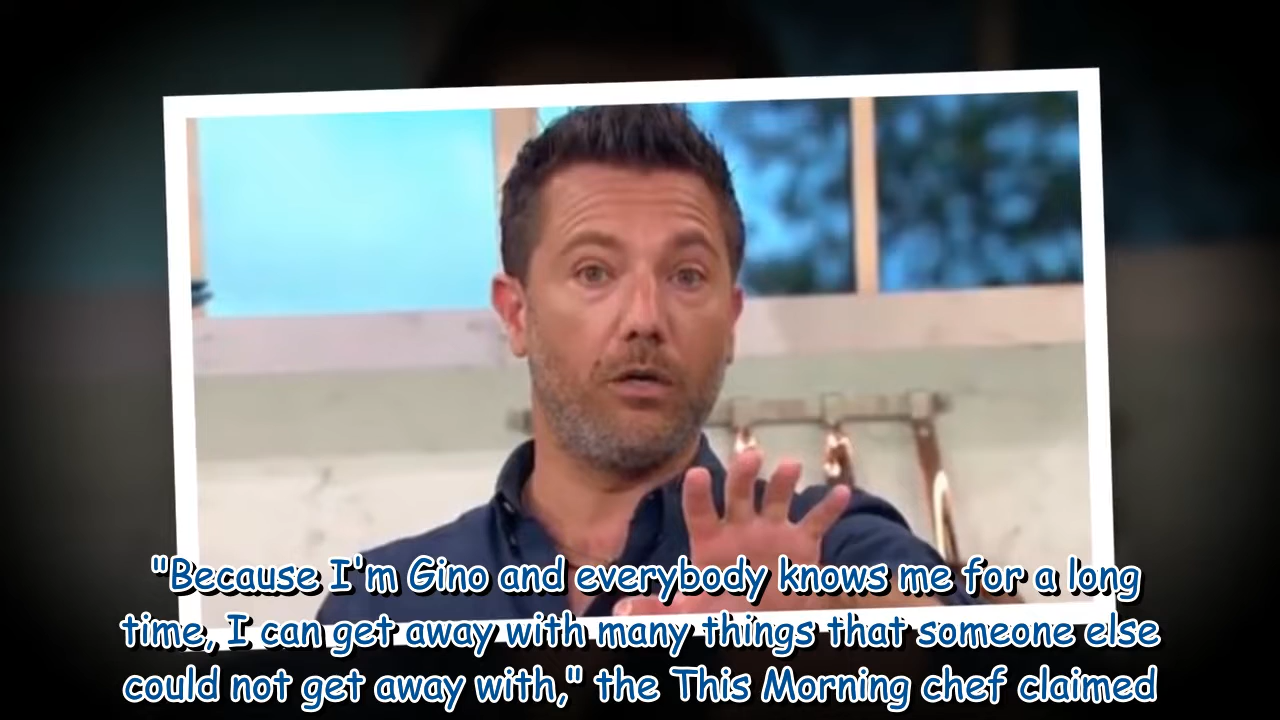 "Because I'm Gino and everybody knows me for a long
time, I can get away with many things that someone else
could not get away with," the This Morning chef claimed